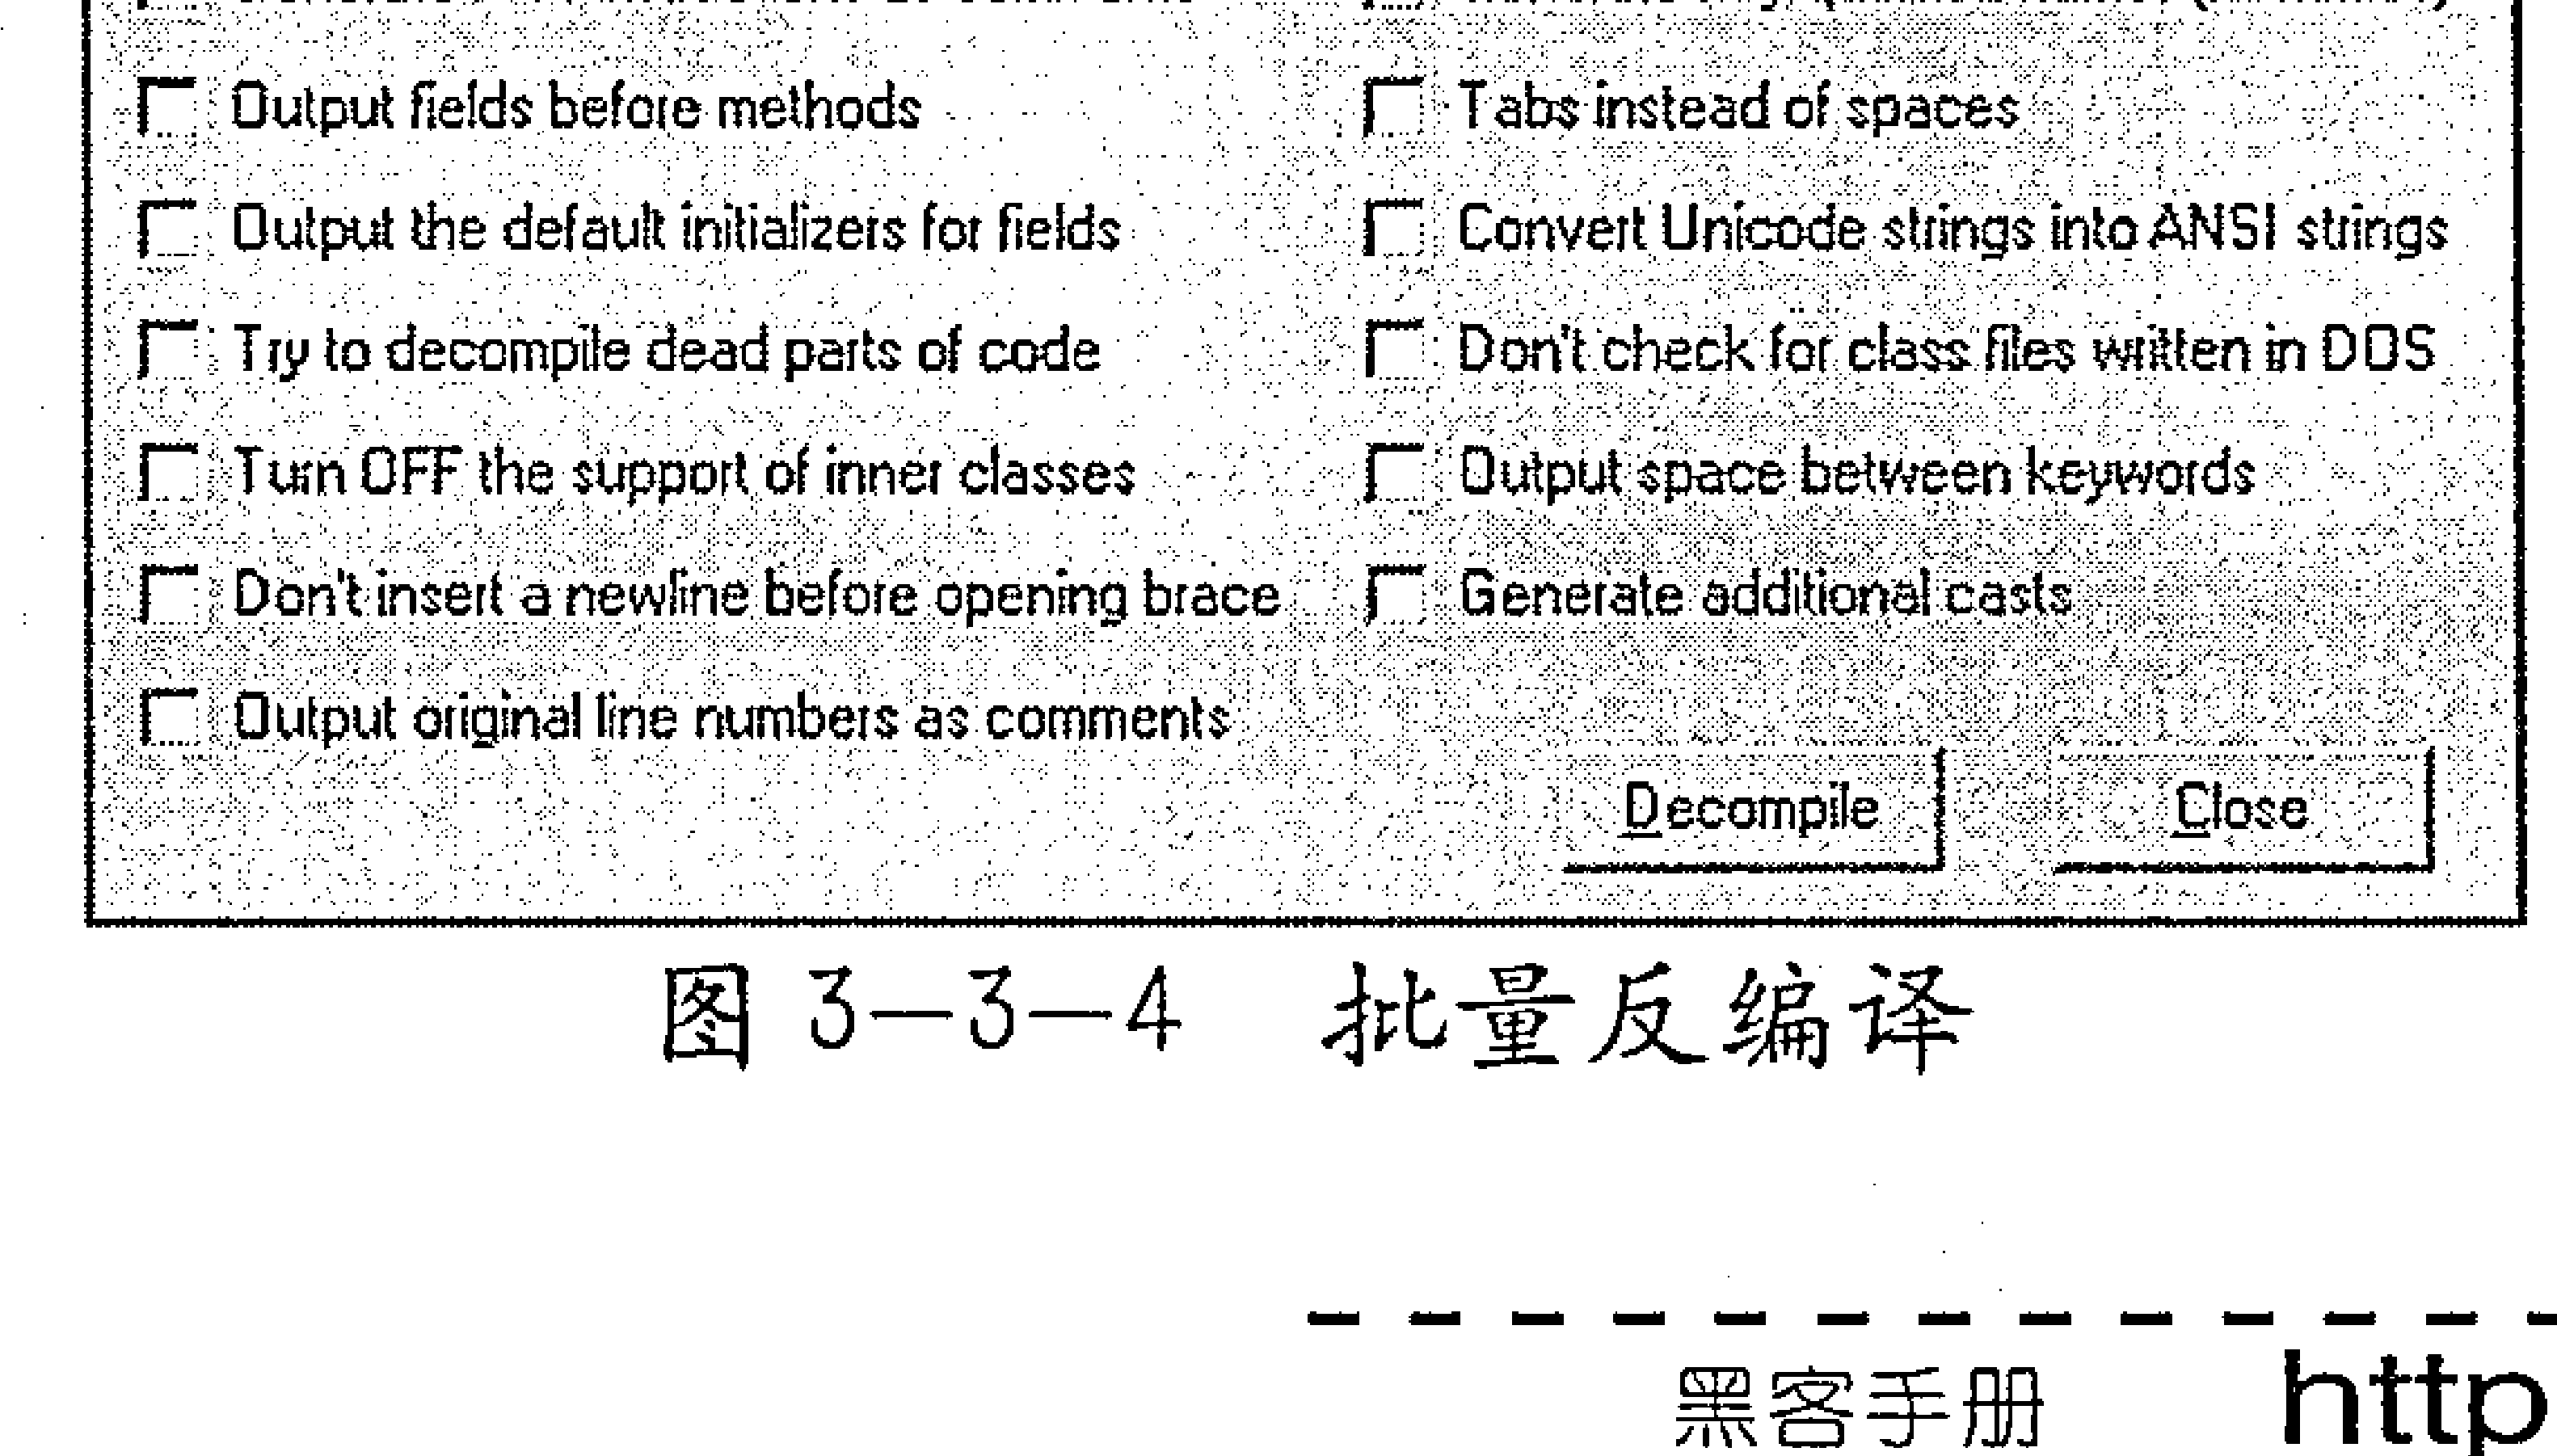 Output fields before methods
Tabs instead of spaces
Output the default initializers for fields
Convert Unicode strings into ANSI strings
Try to decompile dead parts of code
Don't check for class files written in DOS
Turn OFF the support of inner classes
Output space between keywords
Don't insert a newline before opening brace
Generate additional casts
Output original line numbers as comments
Decompile
Close
图 3—3—4 批量反编译
黑客手册 http